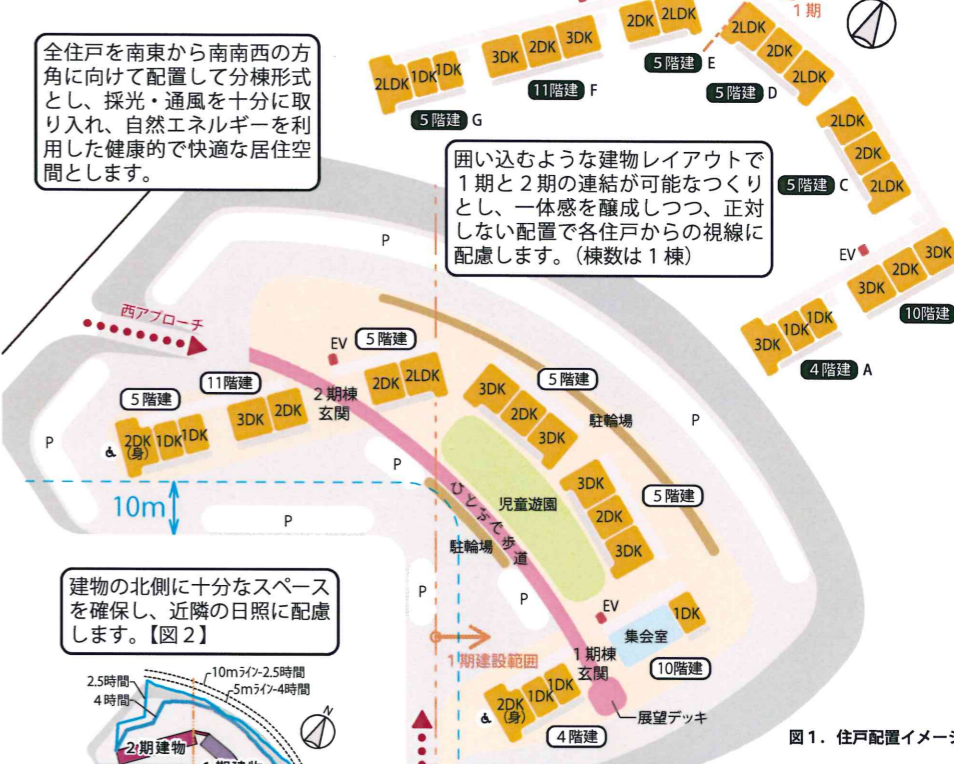 全住戸を南東から南南西の方
角に向けて配置して分棟形式
とし、採光・通風を十分に取
り入れ、自然エネルギーを利
用した健康的で快適な居住空
間とします。
1期
2LDK 1DK 1DK
5階建 G
3DK 2DK 3DK
11階建 F
2DK 2LDK
5階建 E
2LDK 2DK 2LDK
5階建 D
2LDK
2DK
2LDK
5階建 C
EV
3DK 2DK 3DK
10階建
3DK 1DK 1DK
4階建 A
囲い込むような建物レイアウトで
1期と2期の連結が可能なつくり
とし、一体感を醸成しつつ、正対
しない配置で各住戸からの視線に
配慮します。（棟数は1棟）
P
西アプローチ
EV
5階建
11階建
5階建
2DK
(身)
1DK 1DK
3DK 2DK
2期棟
玄関
2DK 2LDK
5階建
3DK
2DK
3DK
駐輪場
P
P
P
10m
P
ひとなれ歩道
児童遊園
3DK
2DK
3DK
5階建
駐輪場
P
P
EV
1DK
集会室
10階建
1期建設範囲
1期棟
玄関
2DK
(身)
1DK 1DK
4階建
展望デッキ
建物の北側に十分なスペース
を確保し、近隣の日照に配慮
します。【図2】
10mライン-2.5時間
5mライン-4時間
2.5時間
4時間
N
2期建物
図1．住戸配置イメージ